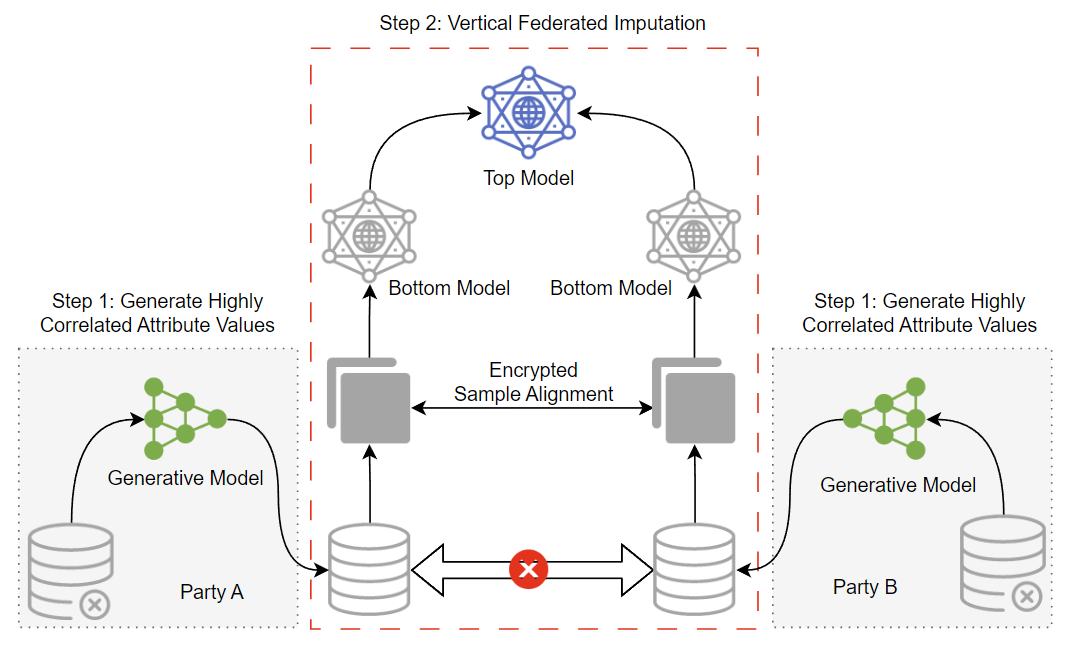 Step 2: Vertical Federated Imputation
Top Model
Bottom Model
Bottom Model
Step 1: Generate Highly
Correlated Attribute Values
Step 1: Generate Highly
Correlated Attribute Values
Encrypted
Sample Alignment
Generative Model
Generative Model
Party A
Party B